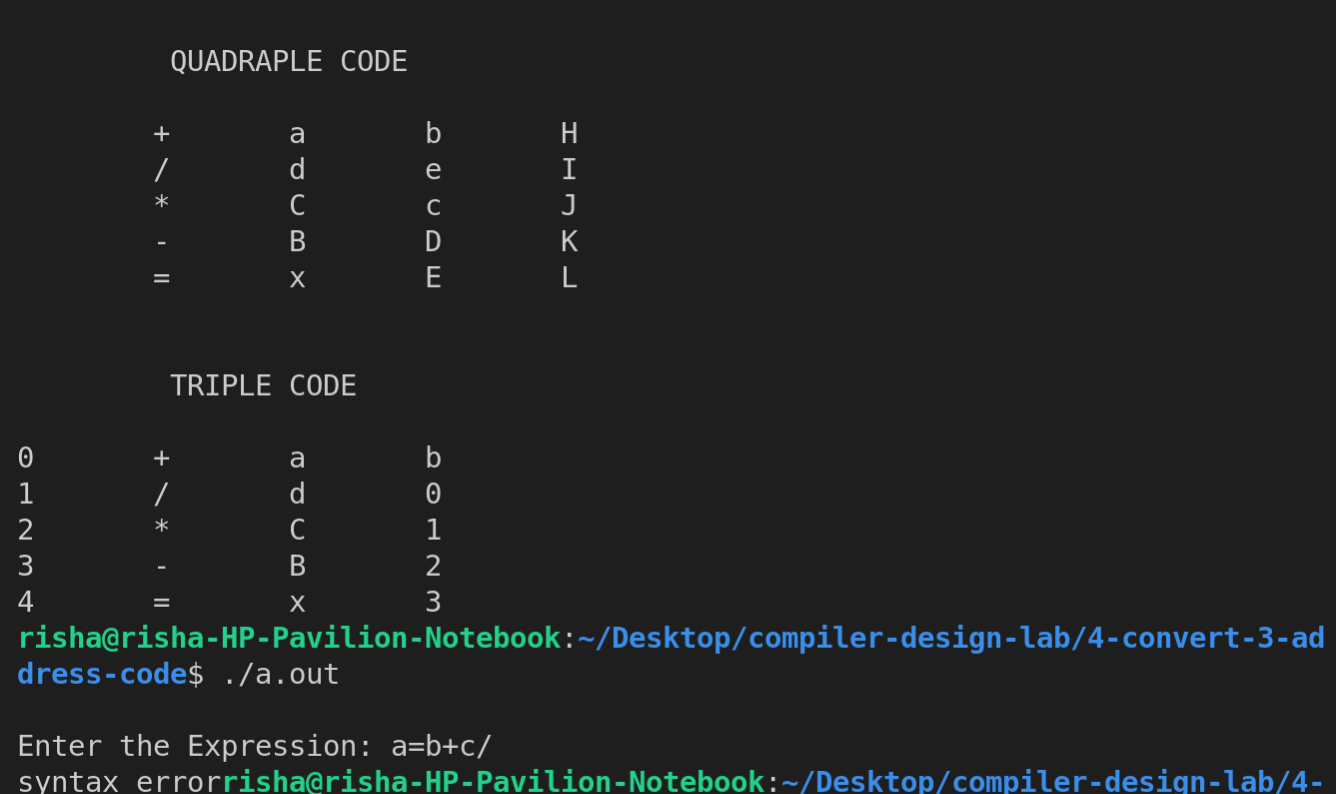 QUADRAPLE CODE
+ a b H
/ d e I
* C c J
- B D K
= x E L
TRIPLE CODE
0 + a b
1 / d 0
2 * C 1
3 - B 2
4 = x 3
risha@risha-HP-Pavilion-Notebook:~/Desktop/compiler-design-lab/4-convert-3-ad
dress-code$ ./a.out
Enter the Expression: a=b+c/
syntax errorrisha@risha-HP-Pavilion-Notebook:~/Desktop/compiler-design-lab/4-